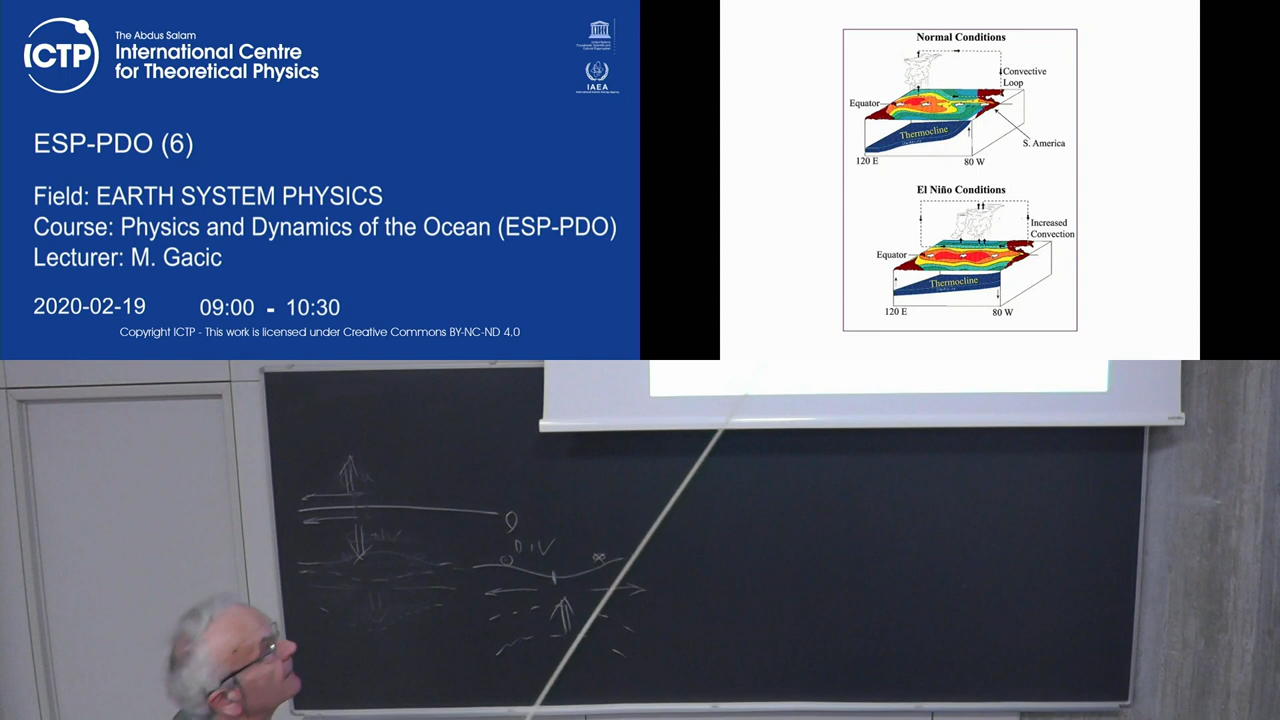 ICTP
The Abdus Salam
International Centre
for Theoretical Physics
IAEA
ESP-PDO (6)
Field: EARTH SYSTEM PHYSICS
Course: Physics and Dynamics of the Ocean (ESP-PDO)
Lecturer: M. Gacic
2020-02-19 09:00 - 10:30
Copyright ICTP - This work is licensed under Creative Commons BY-NC-ND 4.0
Normal Conditions
Convective
Loop
Equator
Thermocline
S. America
120 E 80 W
El Niño Conditions
Increased
Convection
Equator
Thermocline
120 E 80 W
DIV